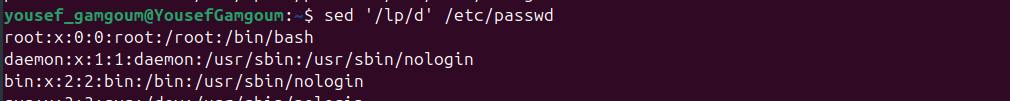 yousef_gamgoum@YousefGamgoum:~$ sed '/lp/d' /etc/passwd
root:x:0:0:root:/root:/bin/bash
daemon:x:1:1:daemon:/usr/sbin:/usr/sbin/nologin
bin:x:2:2:bin:/bin:/usr/sbin/nologin